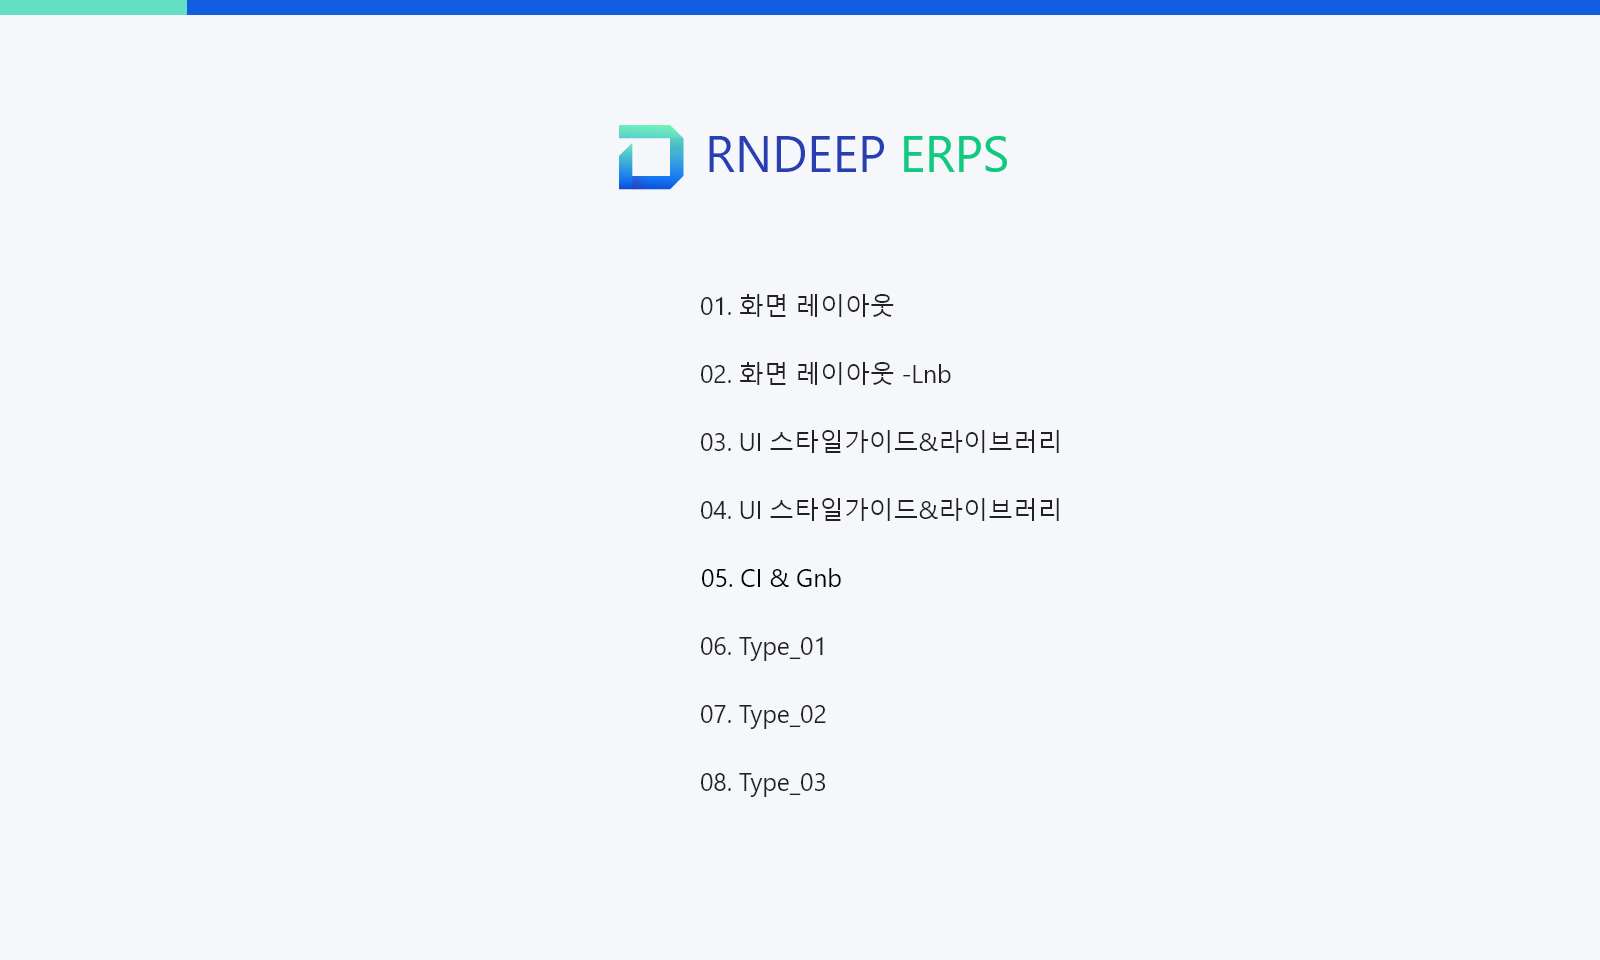 RNDEEP ERPS
01. 화면 레이아웃
02. 화면 레이아웃 -Lnb
03. UI 스타일가이드&라이브러리
04. UI 스타일가이드&라이브러리
05. CI & Gnb
06. Type_01
07. Type_02
08. Type_03